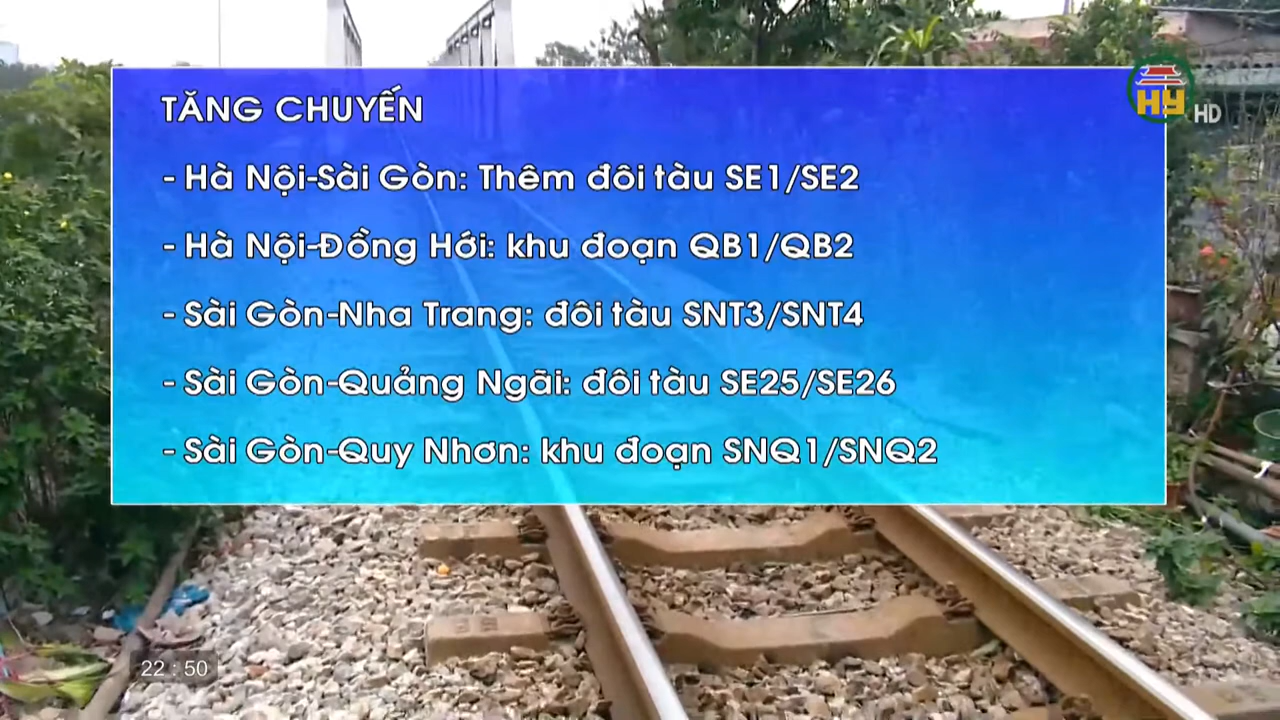 TĂNG CHUYẾN
HY HD
- Hà Nội-Sài Gòn: Thêm đôi tàu SE1/SE2
- Hà Nội-Đồng Hới: khu đoạn QB1/QB2
- Sài Gòn-Nha Trang: đôi tàu SNT3/SNT4
- Sài Gòn-Quảng Ngãi: đôi tàu SE25/SE26
- Sài Gòn-Quy Nhơn: khu đoạn SNQ1/SNQ2
22 : 50